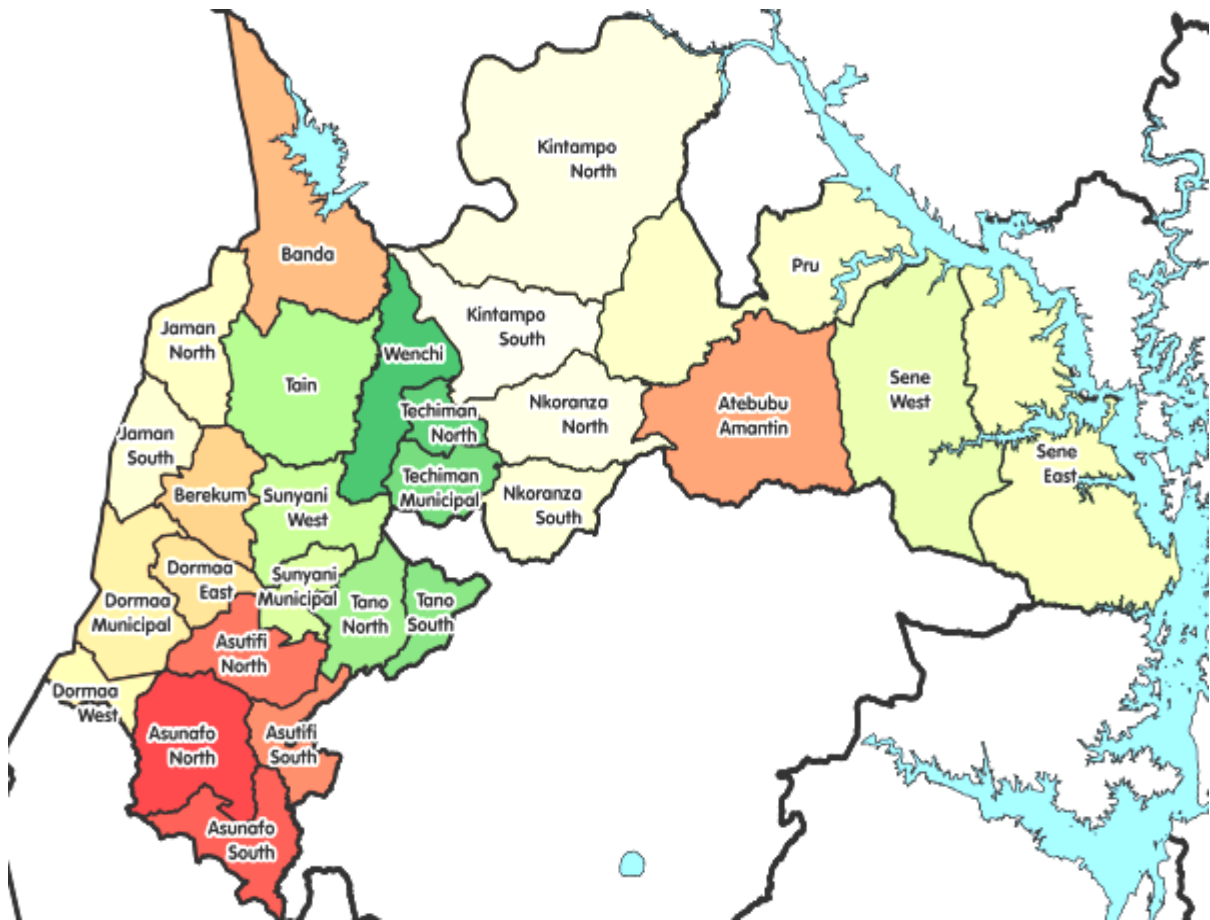 Kintampo
North
Banda
Pru
Jaman
North
Kintampo
South
Wenchi
Tain
Sene
West
Atebubu
Amantin
Techiman
North
Nkoranza
North
Jaman
South
Sene
East
Berekum
Sunyani
West
Techiman
Municipal
Nkoranza
South
Dormaa
East
Sunyani
Municipal
Dormaa
Municipal
Tano
North
Tano
South
Asutifi
North
Dormaa
West
Asunafo
North
Asutifi
South
Asunafo
South